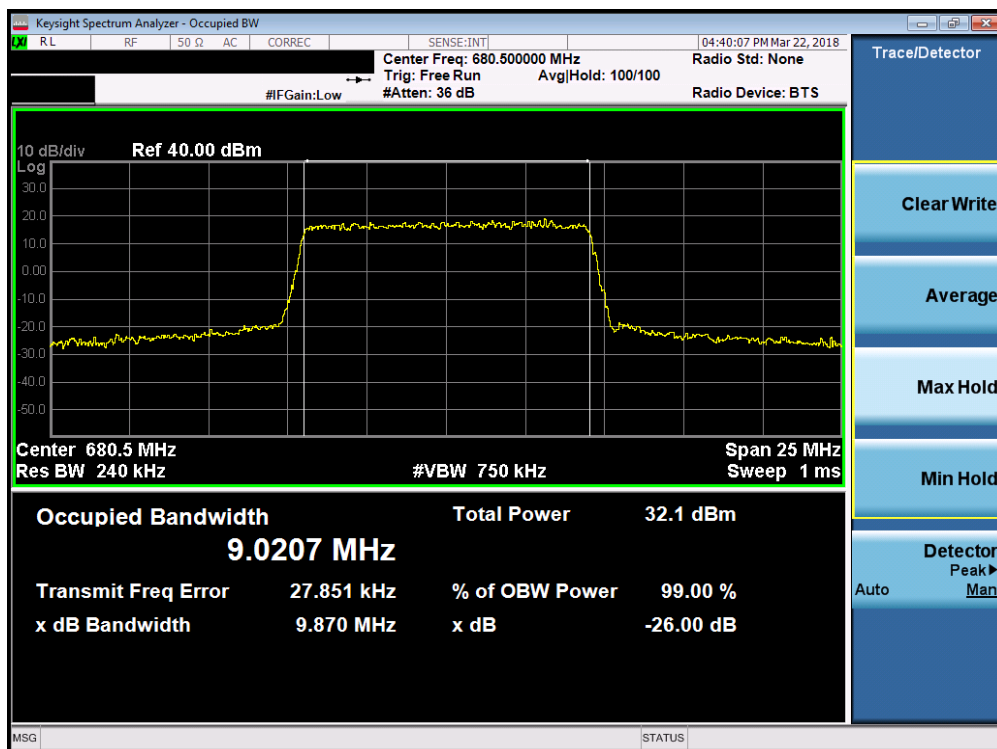 Keysight Spectrum Analyzer - Occupied BW
LXI RL RF 50 Ω AC CORREC SENSE:INT 04:40:07 PM Mar 22, 2018
Center Freq: 680.500000 MHz Radio Std: None
Trig: Free Run Avg|Hold: 100/100
#IFGain:Low #Atten: 36 dB Radio Device: BTS
Trace/Detector
10 dB/div Ref 40.00 dBm
Log
30.0
20.0
10.0
0.00
-10.0
-20.0
-30.0
-40.0
-50.0
Center 680.5 MHz Span 25 MHz
Res BW 240 kHz #VBW 750 kHz Sweep 1 ms
Occupied Bandwidth Total Power 32.1 dBm
9.0207 MHz
Transmit Freq Error 27.851 kHz % of OBW Power 99.00 %
x dB Bandwidth 9.870 MHz x dB -26.00 dB
Clear Write
Average
Max Hold
Min Hold
Detector
Peak▶
Auto Man
MSG STATUS